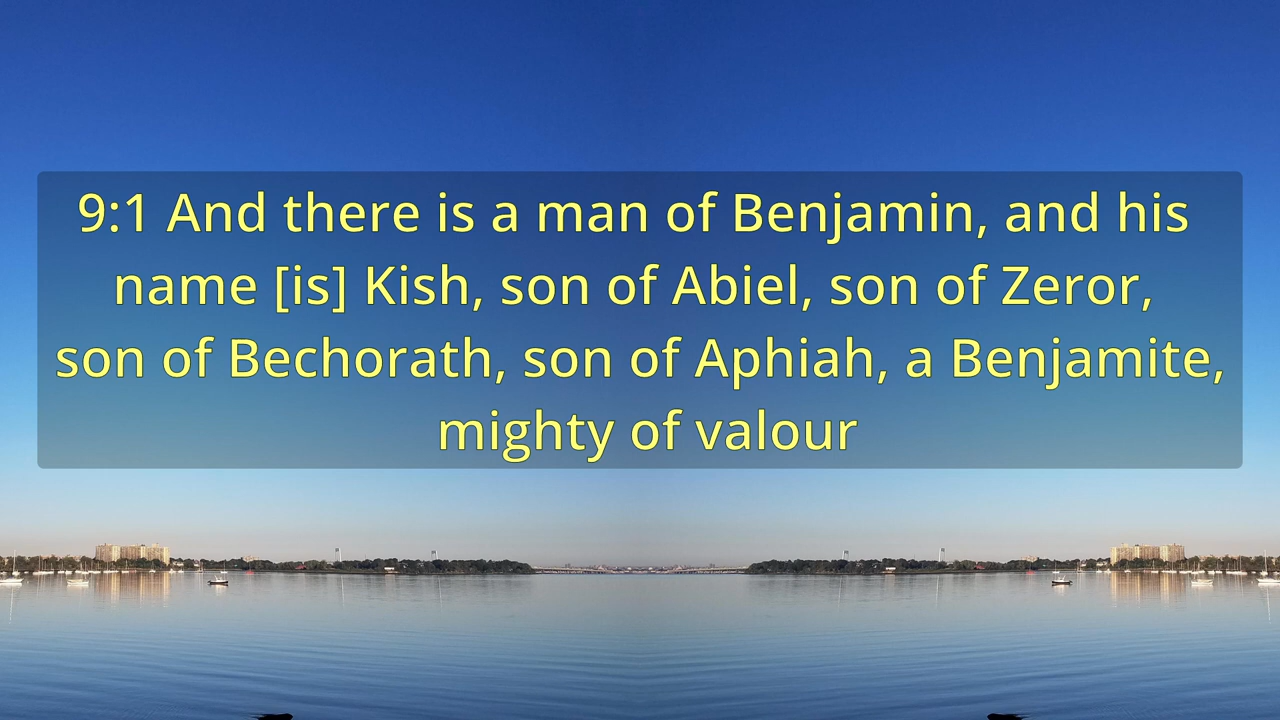 9:1 And there is a man of Benjamin, and his
name [is] Kish, son of Abiel, son of Zeror,
son of Bechorath, son of Aphiah, a Benjamite,
mighty of valour